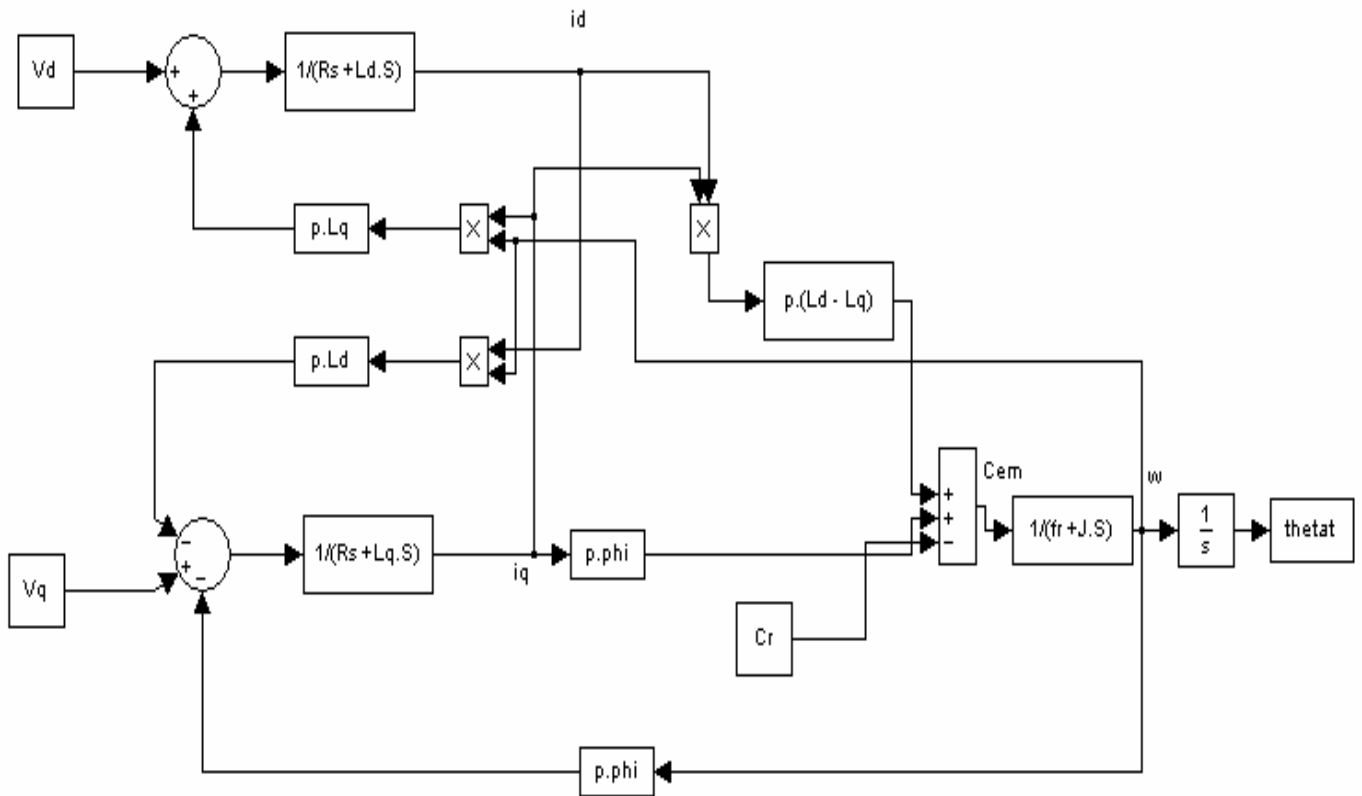 id
Vd
+
+
1/(Rs+Ld.S)
p.Lq
X
X
p.(Ld - Lq)
p.Ld
X
Cem
w
+
+
−
−
+
−
Vq
1/(Rs+Lq.S)
iq
p.phi
1/(fr+J.S)
1
s
thetat
Cr
p.phi